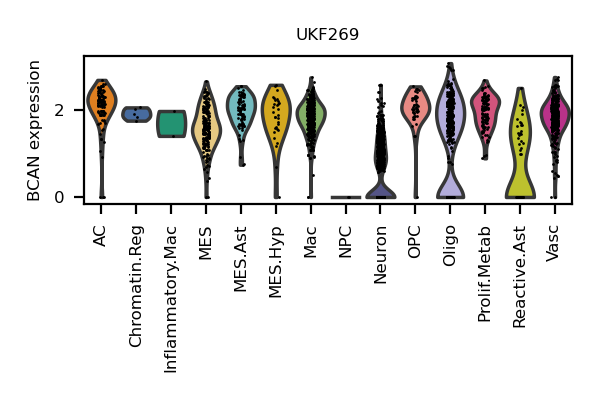 UKF269
BCAN expression
2
0
AC
Chromatin.Reg
Inflammatory.Mac
MES
MES.Ast
MES.Hyp
Mac
NPC
Neuron
OPC
Oligo
Prolif.Metab
Reactive.Ast
Vasc